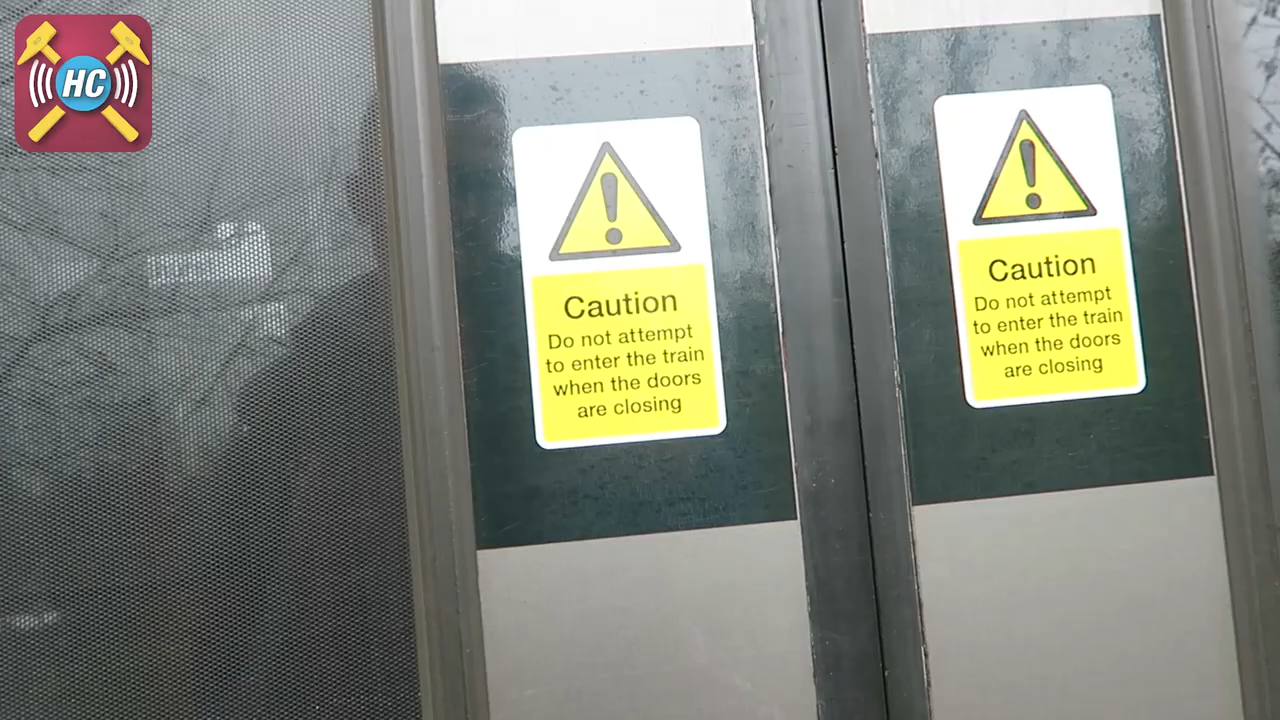 HC
Caution
Do not attempt
to enter the train
when the doors
are closing
Caution
Do not attempt
to enter the train
when the doors
are closing